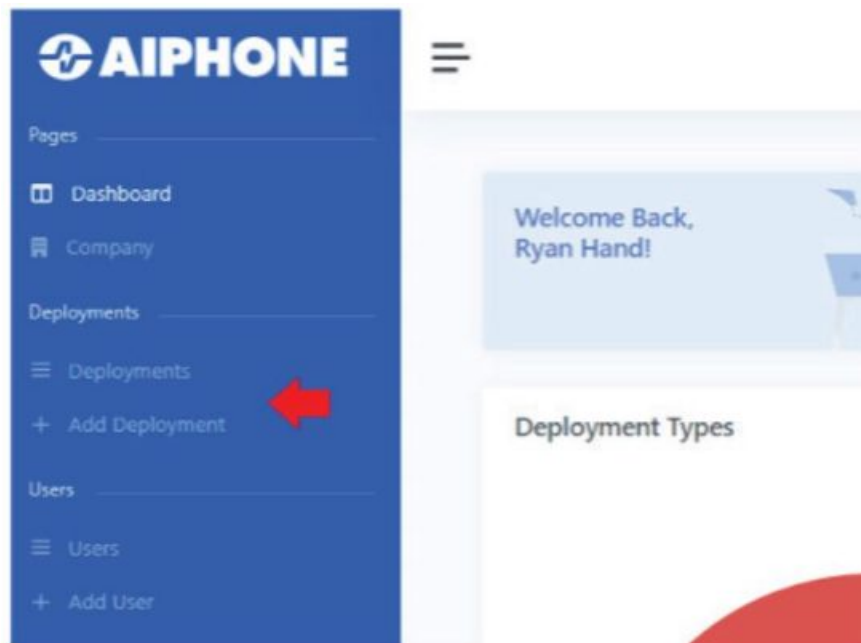 AIPHONE
Pages
Dashboard
Company
Deployments
Deployments
Add Deployment
Users
Users
Add User
Welcome Back,
Ryan Hand!
Deployment Types